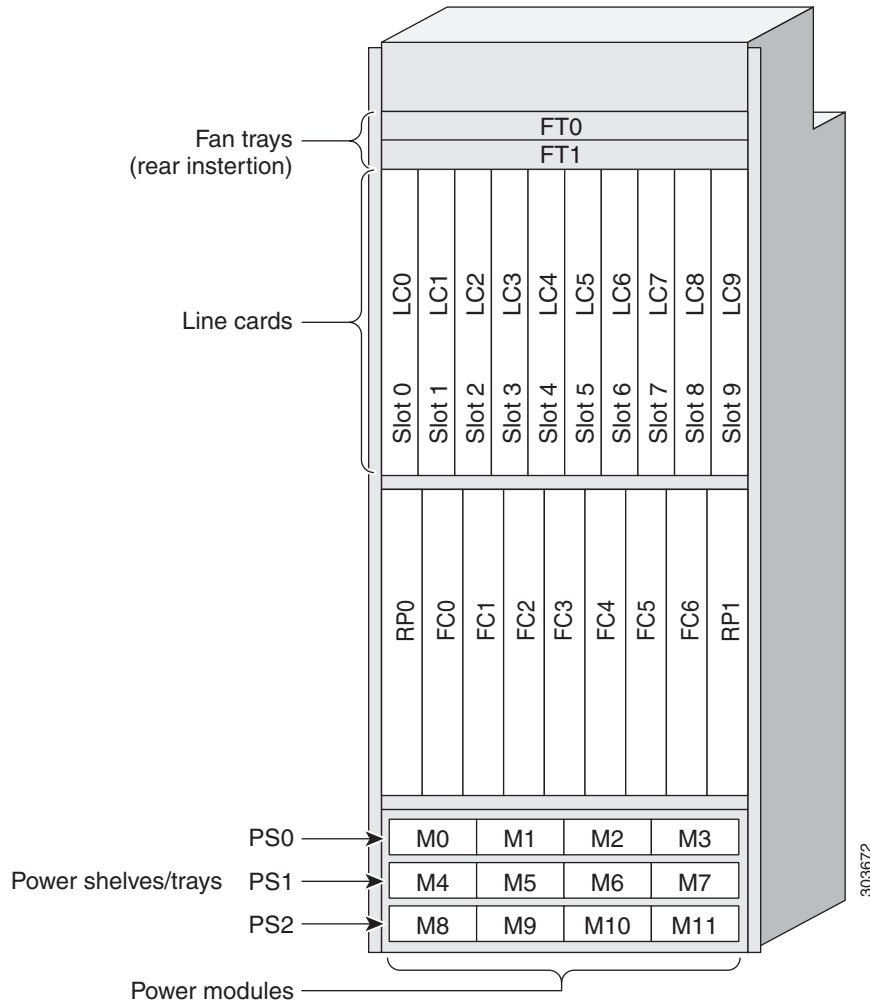 FT0
Fan trays
(rear instertion)
FT1
LC0 LC1 LC2 LC3 LC4 LC5 LC6 LC7 LC8 LC9
Line cards
Slot 0 Slot 1 Slot 2 Slot 3 Slot 4 Slot 5 Slot 6 Slot 7 Slot 8 Slot 9
RP0 FC0 FC1 FC2 FC3 FC4 FC5 FC6 RP1
PS0 M0 M1 M2 M3
Power shelves/trays PS1 M4 M5 M6 M7
PS2 M8 M9 M10 M11
Power modules
303672